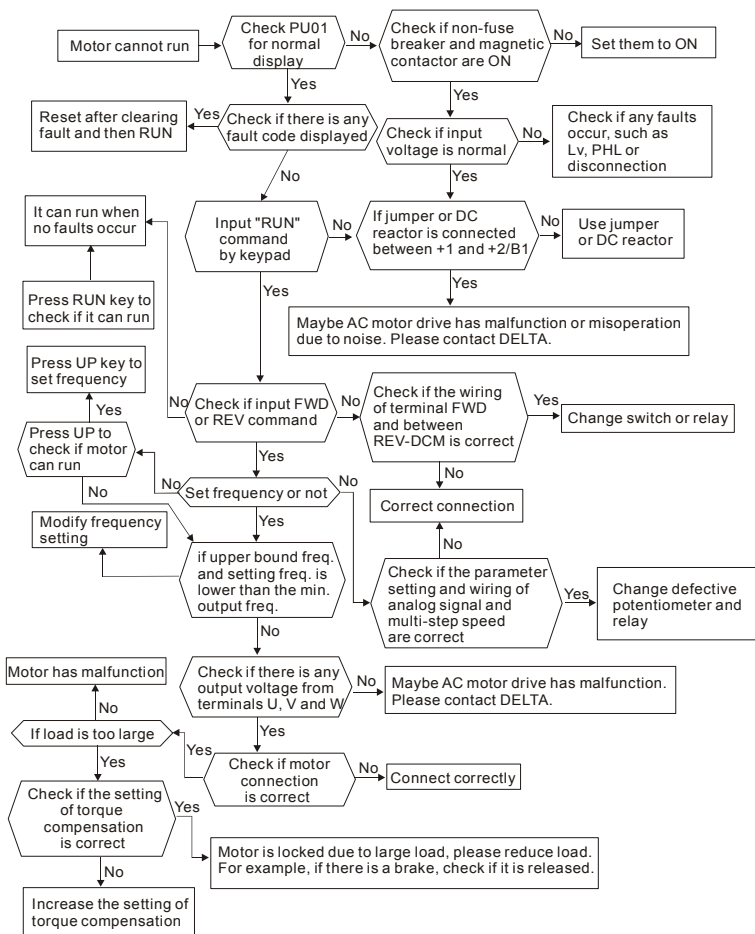 Motor cannot run
Check PU01
for normal
display
No
Check if non-fuse
breaker and magnetic
contactor are ON
No
Set them to ON
Yes
Yes
Reset after clearing
fault and then RUN
Yes
Check if there is any
fault code displayed
Check if input
voltage is normal
No
Check if any faults
occur, such as
Lv, PHL or
disconnection
No
Yes
It can run when
no faults occur
Input "RUN"
command
by keypad
No
If jumper or DC
reactor is connected
between +1 and +2/B1
No
Use jumper
or DC reactor
Press RUN key to
check if it can run
Yes
Yes
Maybe AC motor drive has malfunction or misoperation
due to noise. Please contact DELTA.
Press UP key to
set frequency
No
Check if input FWD
or REV command
No
Check if the wiring
of terminal FWD
and between
REV-DCM is correct
Yes
Change switch or relay
Yes
Press UP to
check if motor
can run
Yes
No
No
No
Set frequency or not
No
Correct connection
Modify frequency
setting
Yes
No
if upper bound freq.
and setting freq. is
lower than the min.
output freq.
Check if the parameter
setting and wiring of
analog signal and
multi-step speed
are correct
Yes
Change defective
potentiometer and
relay
No
Motor has malfunction
Check if there is any
output voltage from
terminals U, V and W
No
Maybe AC motor drive has malfunction.
Please contact DELTA.
No
Yes
If load is too large
Yes
Check if motor
connection
is correct
No
Connect correctly
Yes
Check if the setting
of torque
compensation
is correct
Yes
Motor is locked due to large load, please reduce load.
For example, if there is a brake, check if it is released.
No
Increase the setting of
torque compensation